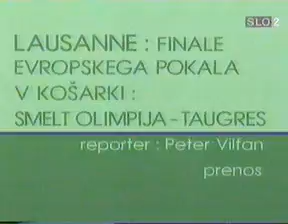 SLO 2
LAUSANNE : FINALE
EVROPSKEGA POKALA
V KOŠARKI :
SMELT OLIMPIJA - TAUGRES
reporter : Peter Vilfan
prenos